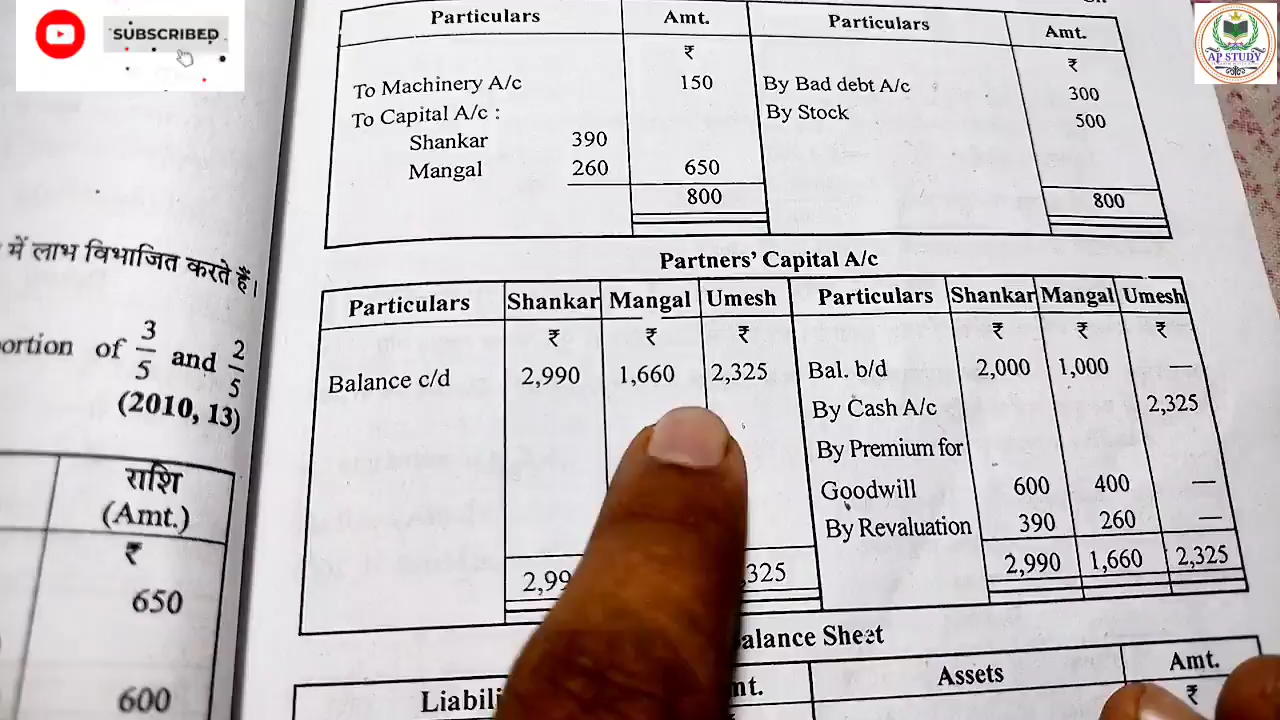 SUBSCRIBED
AP STUDY
Particulars Amt. Particulars Amt.
₹ ₹
To Machinery A/c 150 By Bad debt A/c 300
To Capital A/c : By Stock 500
Shankar 390
Mangal 260 650
800 800
Partners' Capital A/c
Particulars Shankar Mangal Umesh Particulars Shankar Mangal Umesh
₹ ₹ ₹ ₹ ₹ ₹
Balance c/d 2,990 1,660 2,325 Bal. b/d 2,000 1,000 —
By Cash A/c 2,325
By Premium for
Goodwill 600 400 —
By Revaluation 390 260 —
2,990 1,660 2,325
Sheet
Assets Amt.
₹
में लाभ विभाजित करते हैं।
of 3/5 and 2/5
(2010, 13)
राशि
(Amt.)
₹
650
600